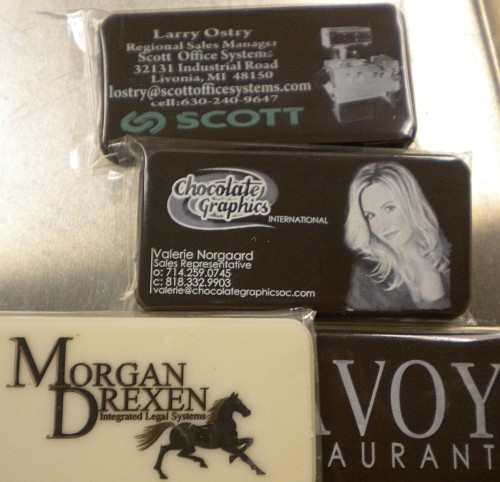 Larry Ostry
Regional Sales Manager
Scott Office Systems
32131 Industrial Road
Livonia, MI 48150
lostry@scottofficesystems.com
cell:630-240-9647
SCOTT
Chocolate
Graphics
INTERNATIONAL
Valerie Norgaard
Sales Representative
o: 714.259.0745
c: 818.332.9903
valerie@chocolategraphicsoc.com
MORGAN
DREXEN
Integrated Legal Systems
VOY
AURANT